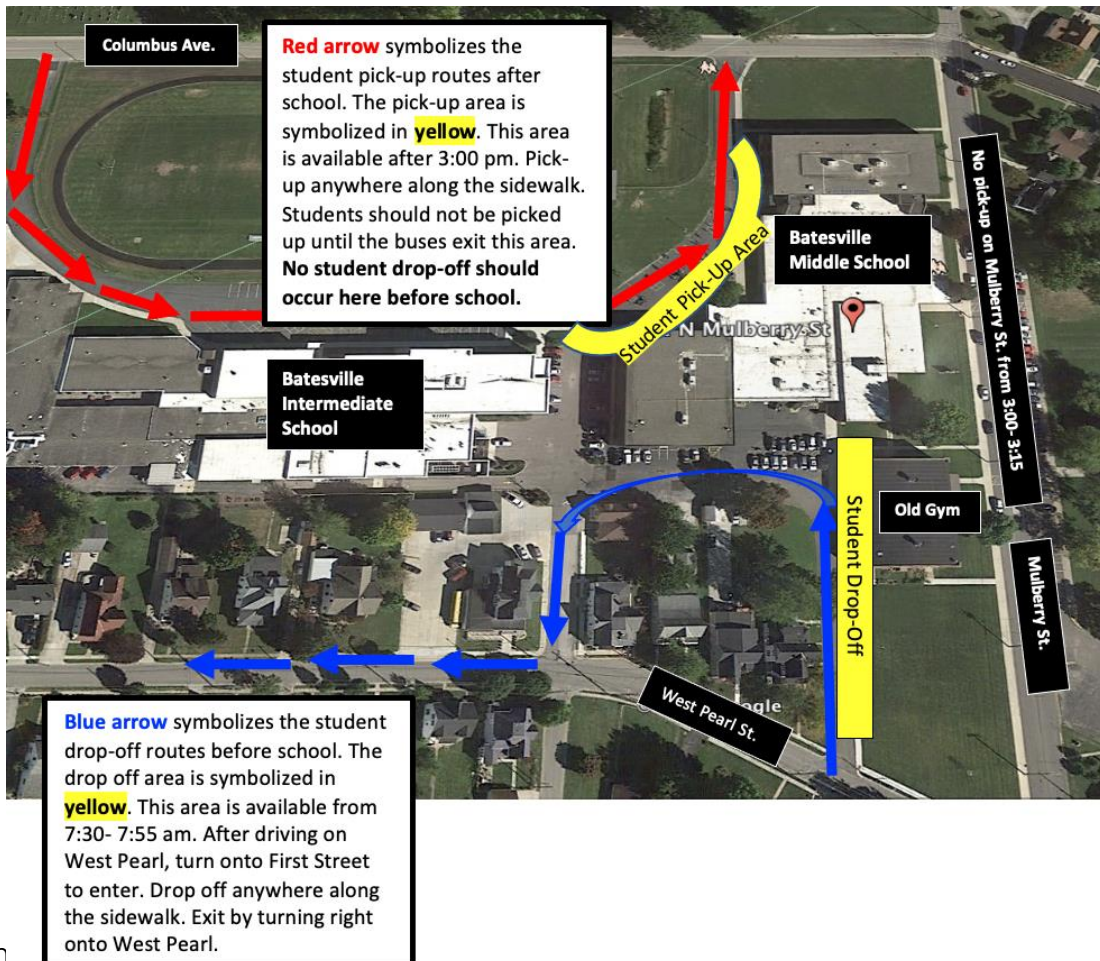 Columbus Ave.
Red arrow symbolizes the
student pick-up routes after
school. The pick-up area is
symbolized in yellow. This area
is available after 3:00 pm. Pick-
up anywhere along the sidewalk.
Students should not be picked
up until the buses exit this area.
No student drop-off should
occur here before school.
No pick-up on Mulberry St. from 3:00- 3:15
Batesville
Middle School
Student Pick-Up Area
N Mulberry St
Batesville
Intermediate
School
Student Drop-Off
Old Gym
Mulberry St.
West Pearl St.
Blue arrow symbolizes the student
drop-off routes before school. The
drop off area is symbolized in
yellow. This area is available from
7:30- 7:55 am. After driving on
West Pearl, turn onto First Street
to enter. Drop off anywhere along
the sidewalk. Exit by turning right
onto West Pearl.